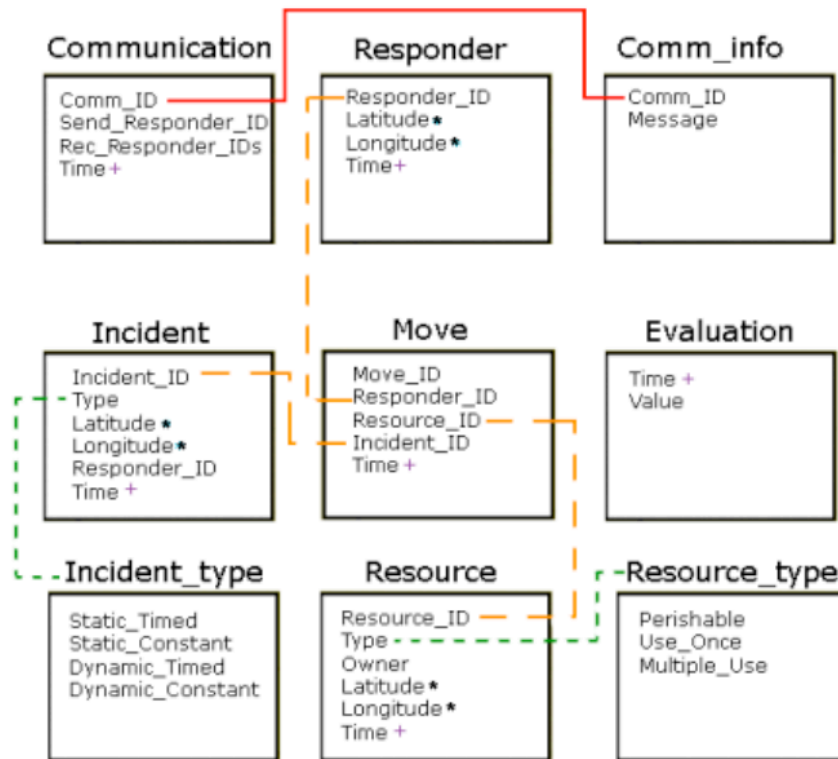 Communication
Comm_ID
Send_Responder_ID
Rec_Responder_IDs
Time +
Responder
Responder_ID
Latitude *
Longitude *
Time +
Comm_info
Comm_ID
Message
Incident
Incident_ID
Type
Latitude *
Longitude *
Responder_ID
Time +
Move
Move_ID
Responder_ID
Resource_ID
Incident_ID
Time +
Evaluation
Time +
Value
Incident_type
Static_Timed
Static_Constant
Dynamic_Timed
Dynamic_Constant
Resource
Resource_ID
Type
Owner
Latitude *
Longitude *
Time +
Resource_type
Perishable
Use_Once
Multiple_Use